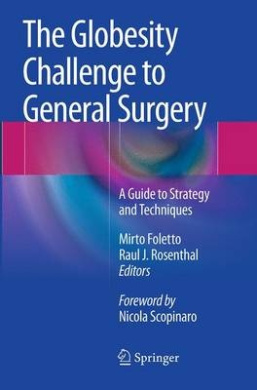 The Globesity
Challenge to
General Surgery
A Guide to Strategy
and Techniques
Mirto Foletto
Raul J. Rosenthal
Editors
Foreword by
Nicola Scopinaro
Springer